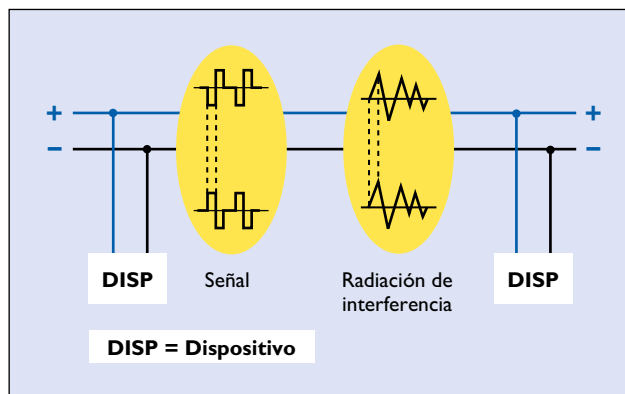 + +
– –
DISP Señal Radiación de interferencia DISP
DISP = Dispositivo